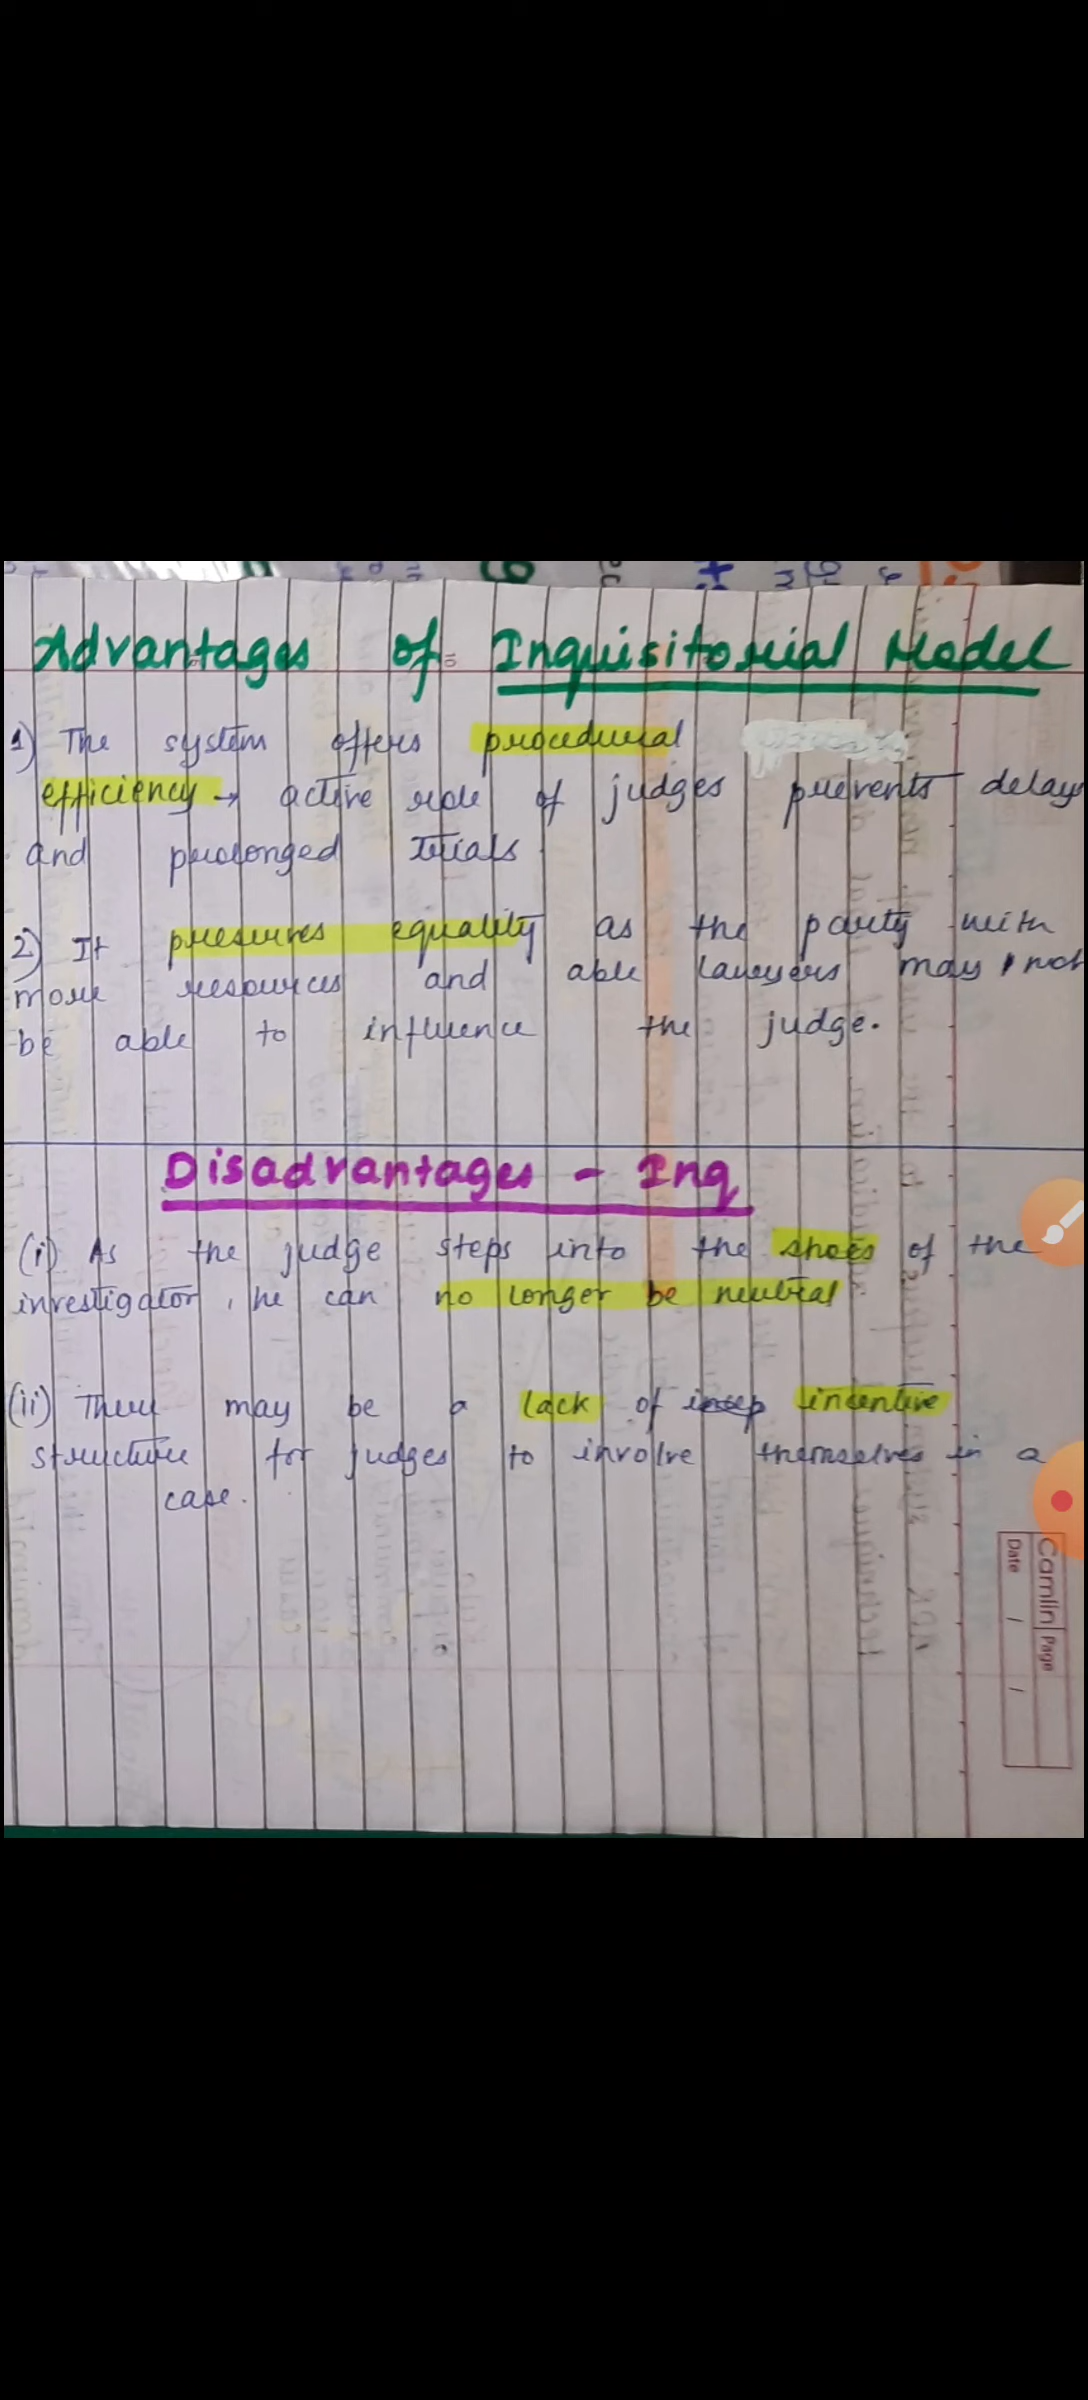 Advantages of Inquisitorial Model
1) The system offers procedural
efficiency → active role of judges prevents delays
and prolonged trials
2) It preserves equality as the party with
more resources and able lawyers may not
be able to influence the judge.
Disadvantages - Inq
(i) As the judge steps into the shoes of the
investigator, he can no longer be neutral
(ii) There may be a lack of incep incentive
structure for judges to involve themselves in a
case.
Camlin Page
Date / /